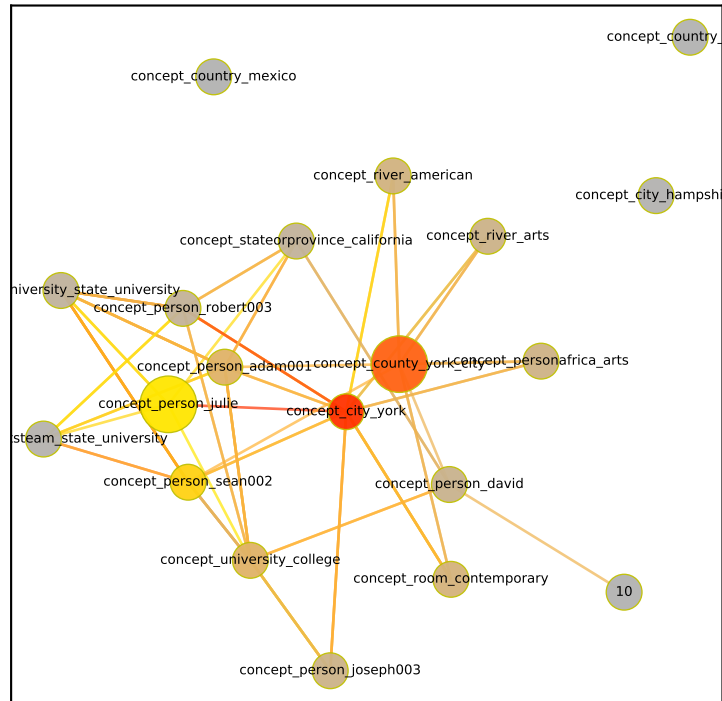 concept_country_
concept_country_mexico
concept_river_american
concept_city_hampshi
concept_stateorprovince_california
concept_river_arts
niversity_state_university
concept_person_robert003
concept_person_adam001
concept_county_york_city
concept_personafrica_arts
concept_person_julie
concept_city_york
tsteam_state_university
concept_person_sean002
concept_person_david
concept_university_college
concept_room_contemporary
10
concept_person_joseph003